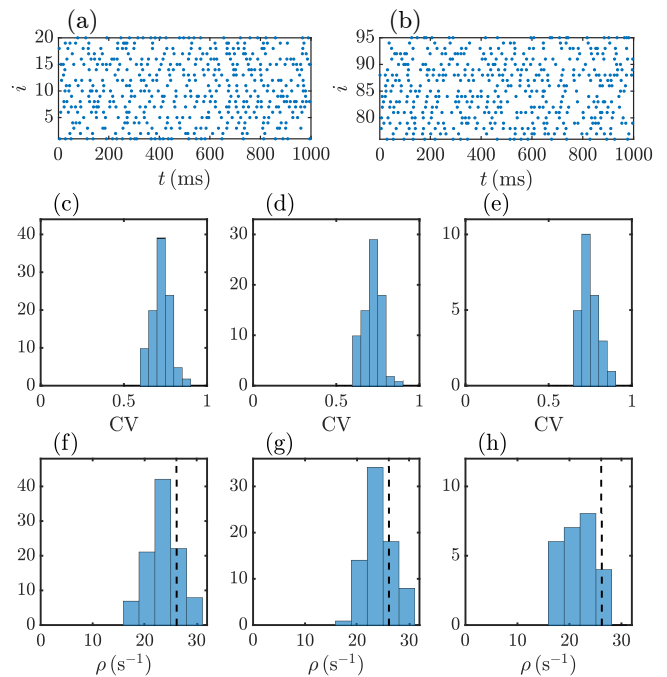 (a) (b)
20 95
15 90
10 85
5 80
i i
0 200 400 600 800 1000 0 200 400 600 800 1000
t (ms) t (ms)
(c) (d) (e)
40 30 10
30 20 5
20 10 0
10 0
0
0 0.5 1 0 0.5 1 0 0.5 1
CV CV CV
(f) (g) (h)
40 30 10
30 20 5
20 10 0
10 0
0
0 10 20 30 0 10 20 30 0 10 20 30
ρ (s⁻¹) ρ (s⁻¹) ρ (s⁻¹)